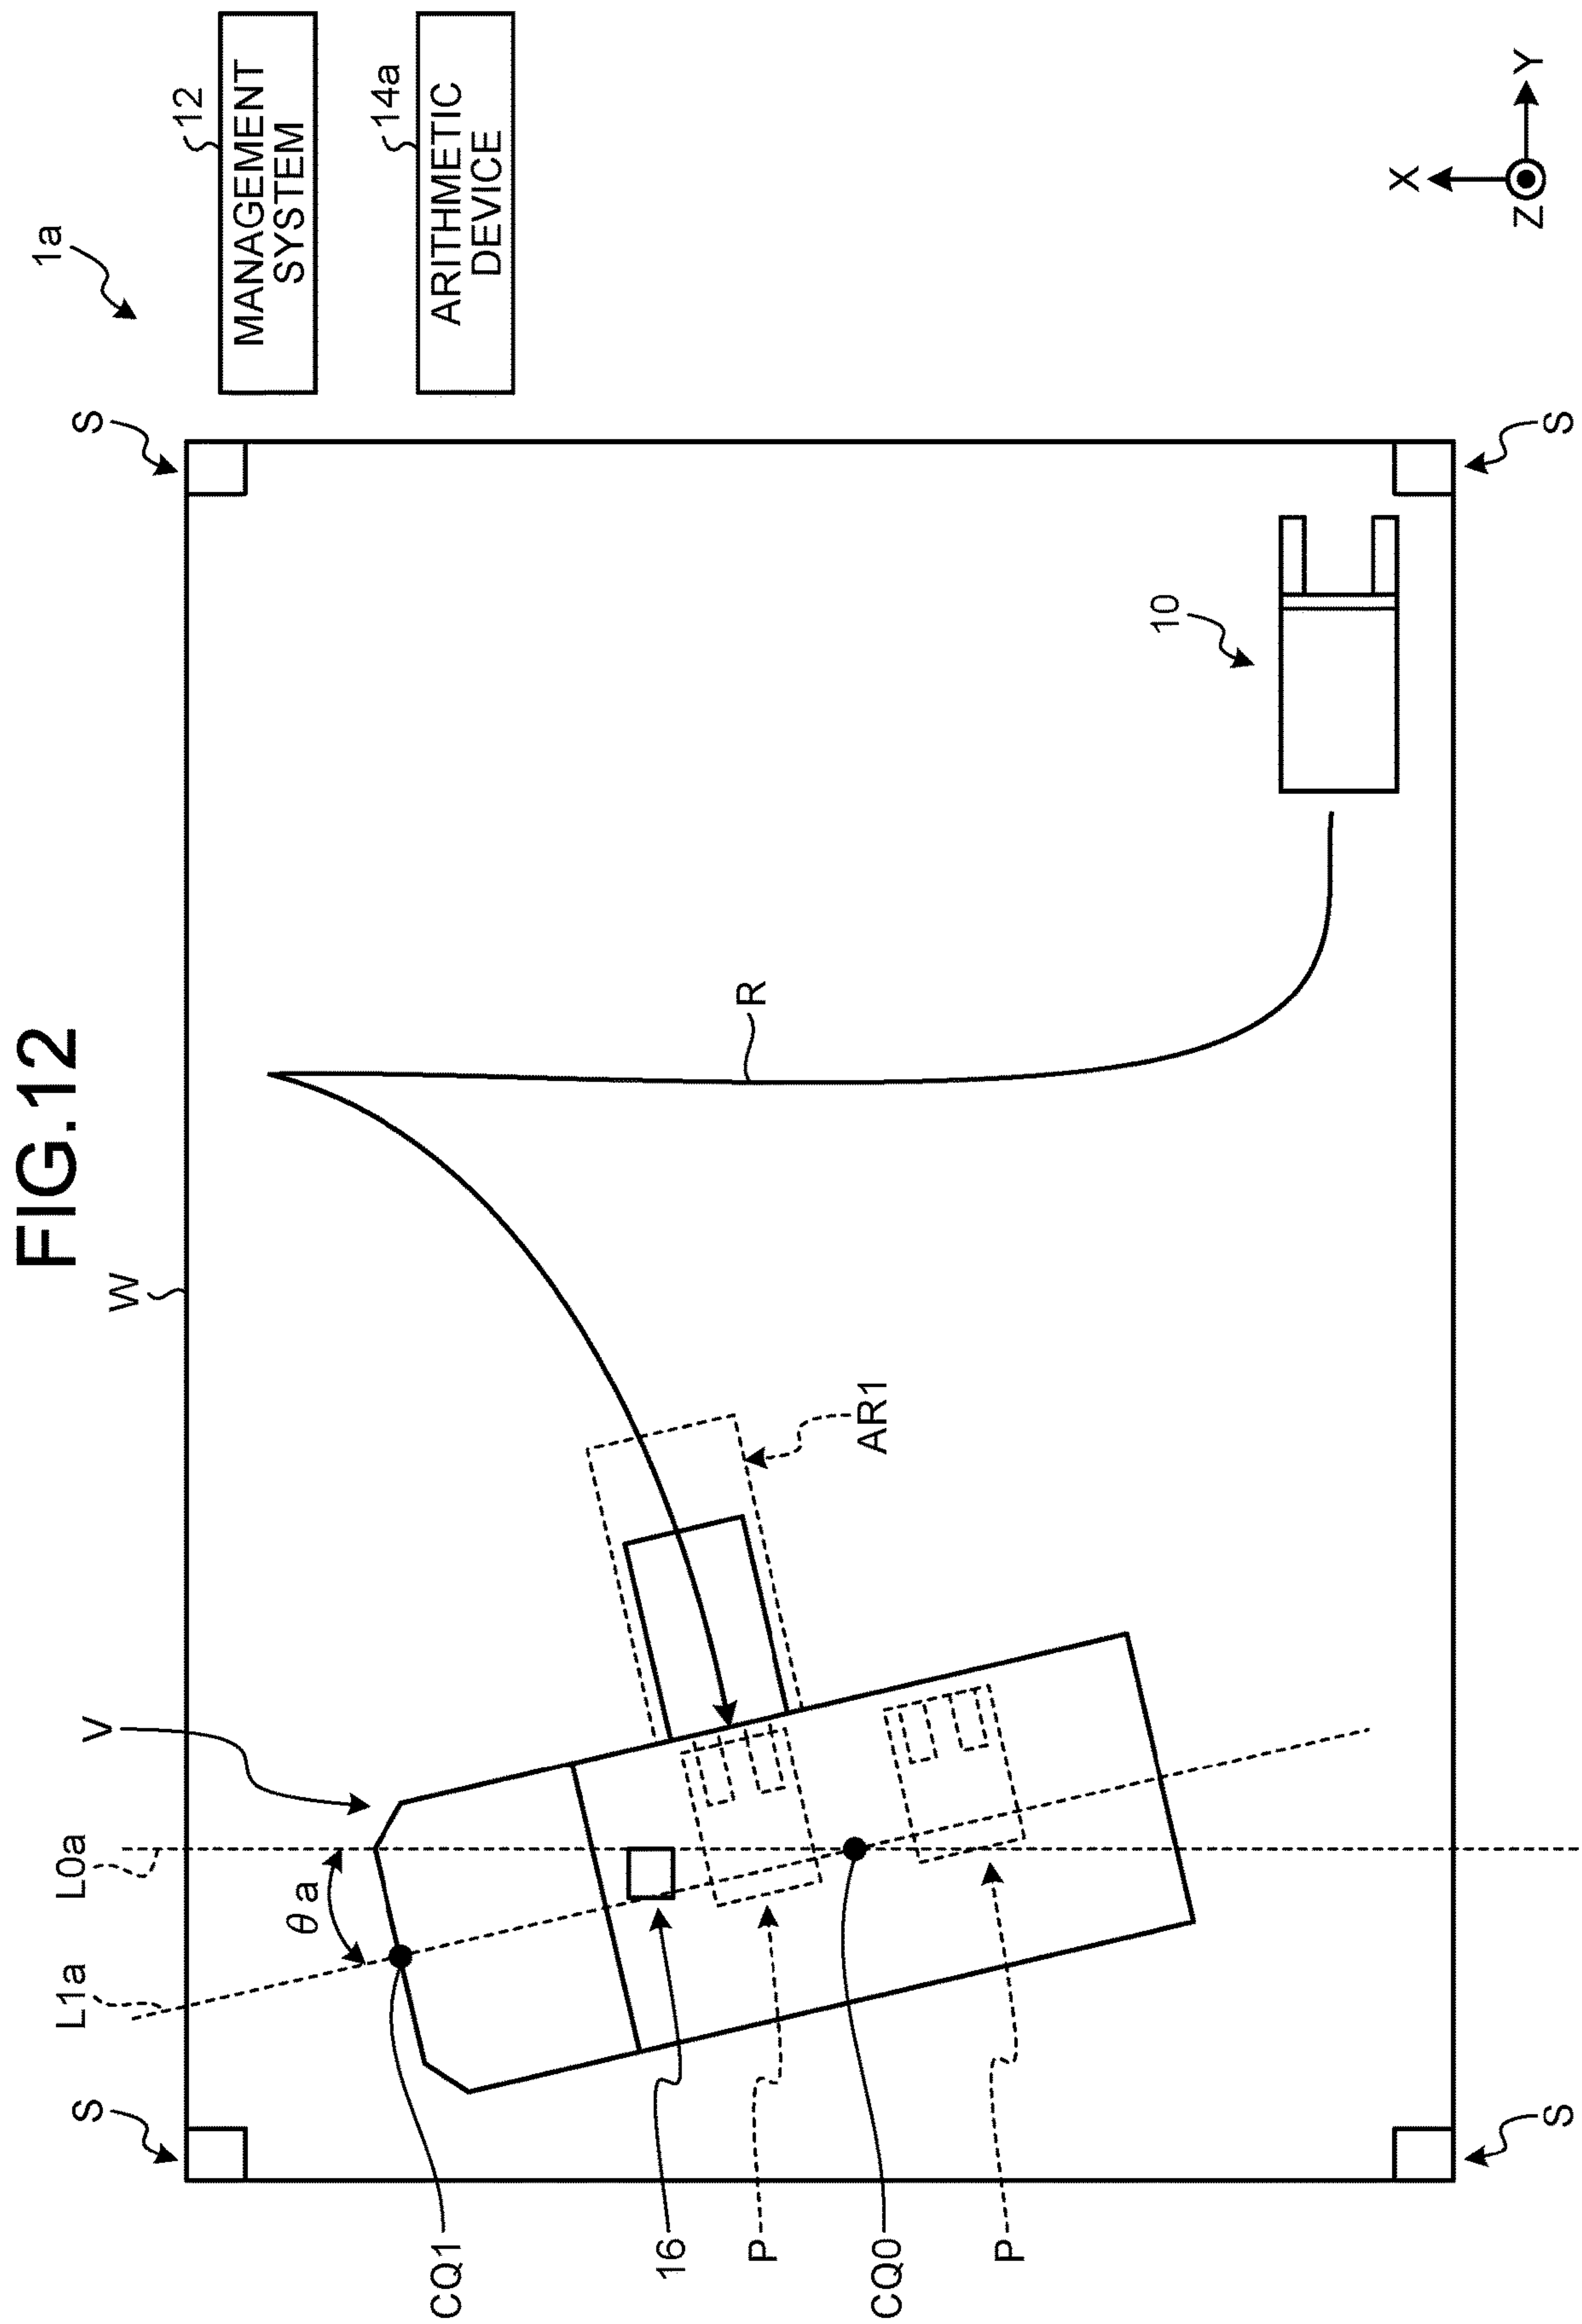 FIG.12
1a
S
L1a
L0a
V
W
S
12
MANAGEMENT
SYSTEM
θa
14a
ARITHMETIC
DEVICE
CQ1
16
P
R
CQ0
AR1
P
10
X
Z
Y
S
S